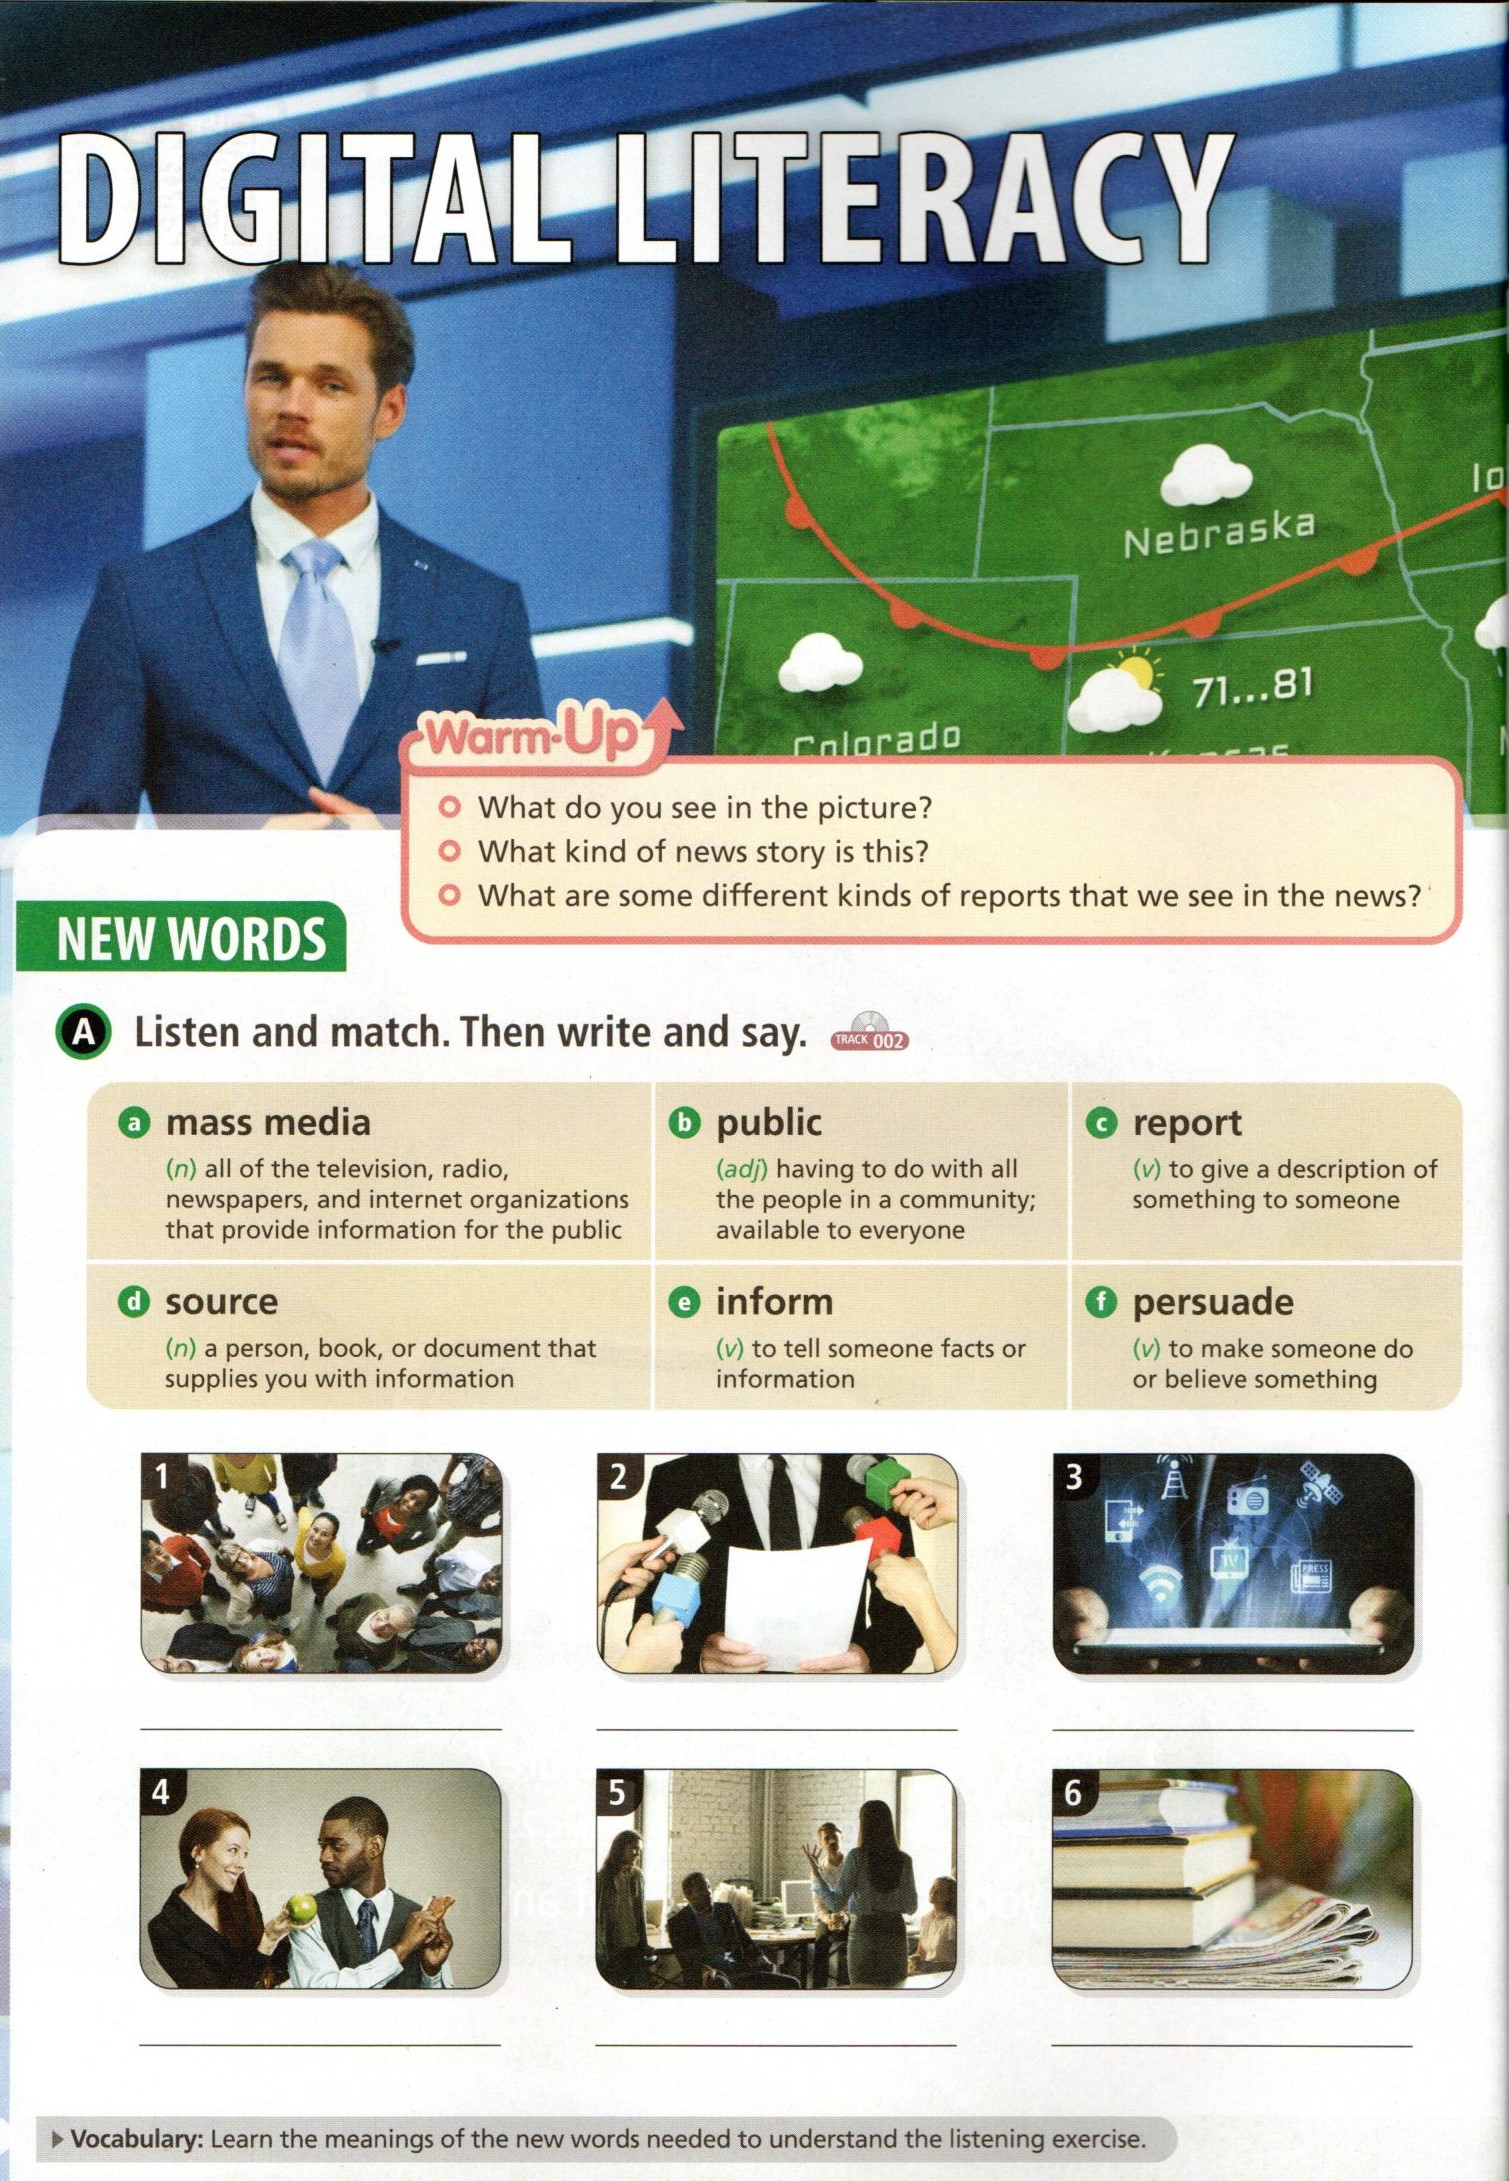 DIGITAL LITERACY
Nebraska
71...81
Colorado
Warm-Up
What do you see in the picture?
What kind of news story is this?
What are some different kinds of reports that we see in the news?
NEW WORDS
A Listen and match. Then write and say. TRACK 002
a mass media
(n) all of the television, radio,
newspapers, and internet organizations
that provide information for the public
b public
(adj) having to do with all
the people in a community;
available to everyone
c report
(v) to give a description of
something to someone
d source
(n) a person, book, or document that
supplies you with information
e inform
(v) to tell someone facts or
information
f persuade
(v) to make someone do
or believe something
1
2
3
TV
PRESS
4
5
6
Vocabulary: Learn the meanings of the new words needed to understand the listening exercise.